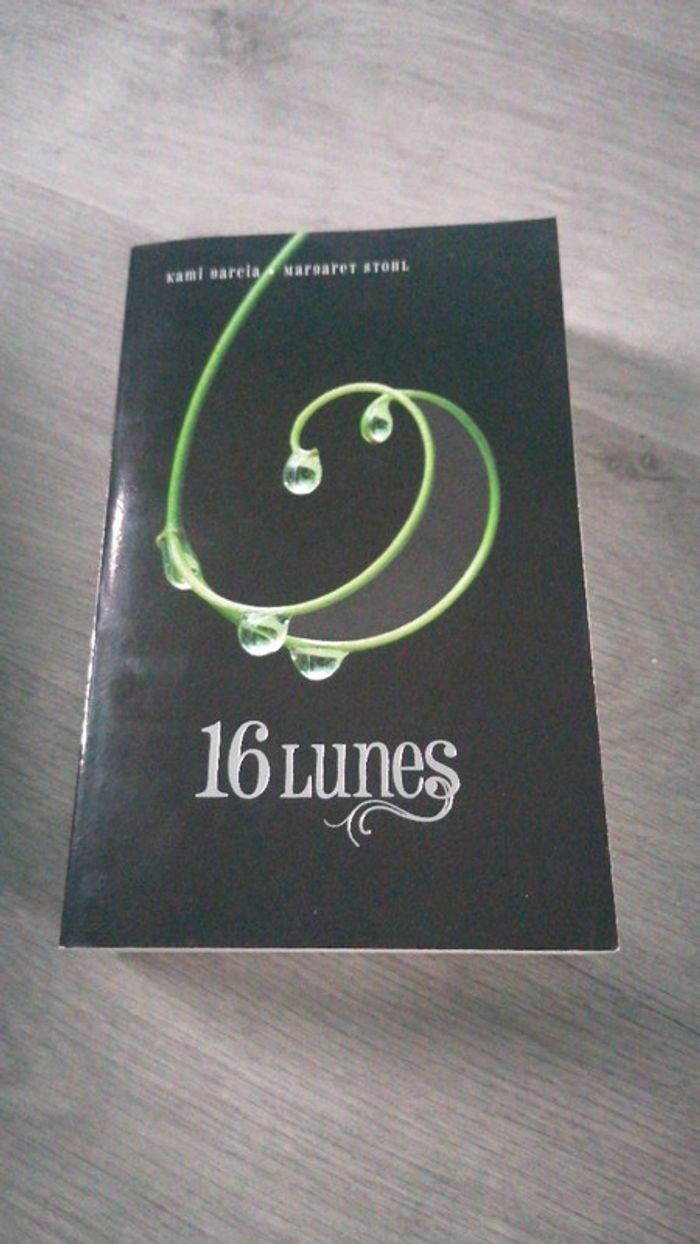 Kami Garcia • Margaret Stohl
16 Lunes